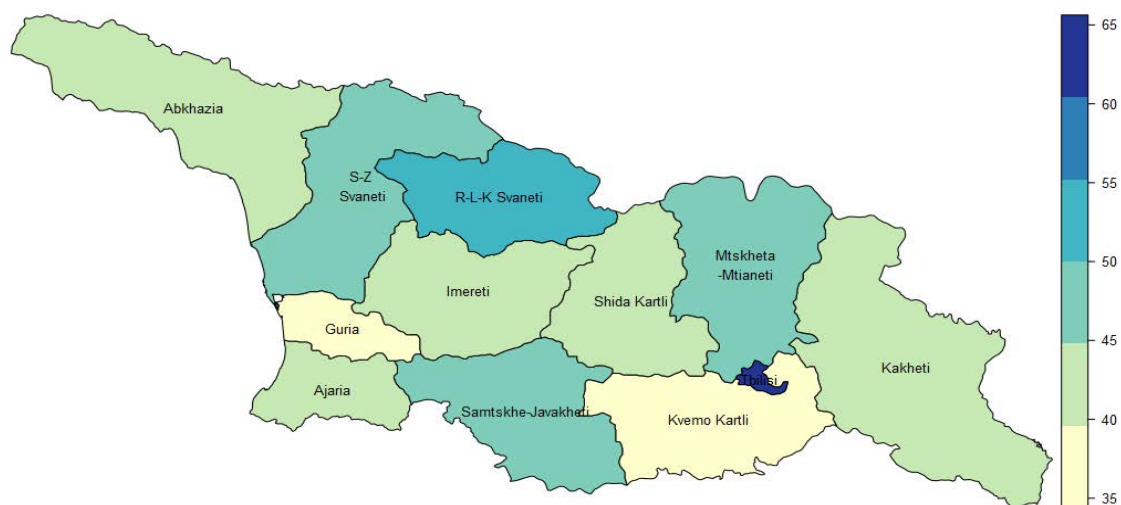 65
Abkhazia
60
S-Z
Svaneti
R-L-K Svaneti
55
Mtskheta
-Mtianeti
50
Imereti
Shida Kartli
Guria
45
Kakheti
Ajaria
Tbilisi
Samtskhe-Javakheti
Kvemo Kartli
40
35